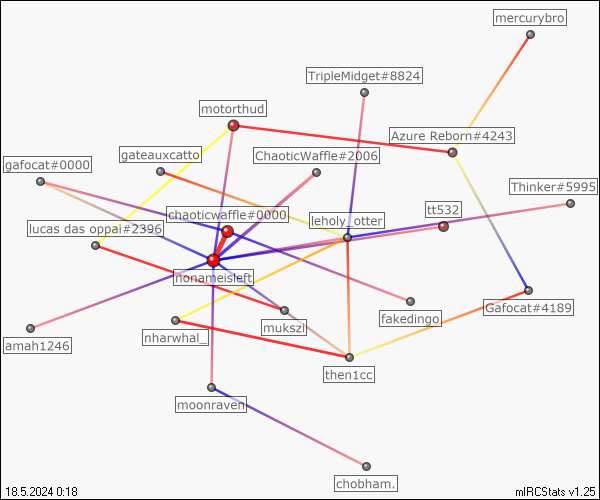 mercurybro
TripleMidget#8824
motorthud
Azure Reborn#4243
gateauxcatto
ChaoticWaffle#2006
gafocat#0000
Thinker#5995
tt532
chaoticwaffle#0000
leholy_otter
lucas das oppai#2396
nonameisleft
Gafocat#4189
fakedingo
mukszi
nharwhal_
amah1246
then1cc
moonraven
chobham.
18.5.2024 0:18
mIRCStats v1.25